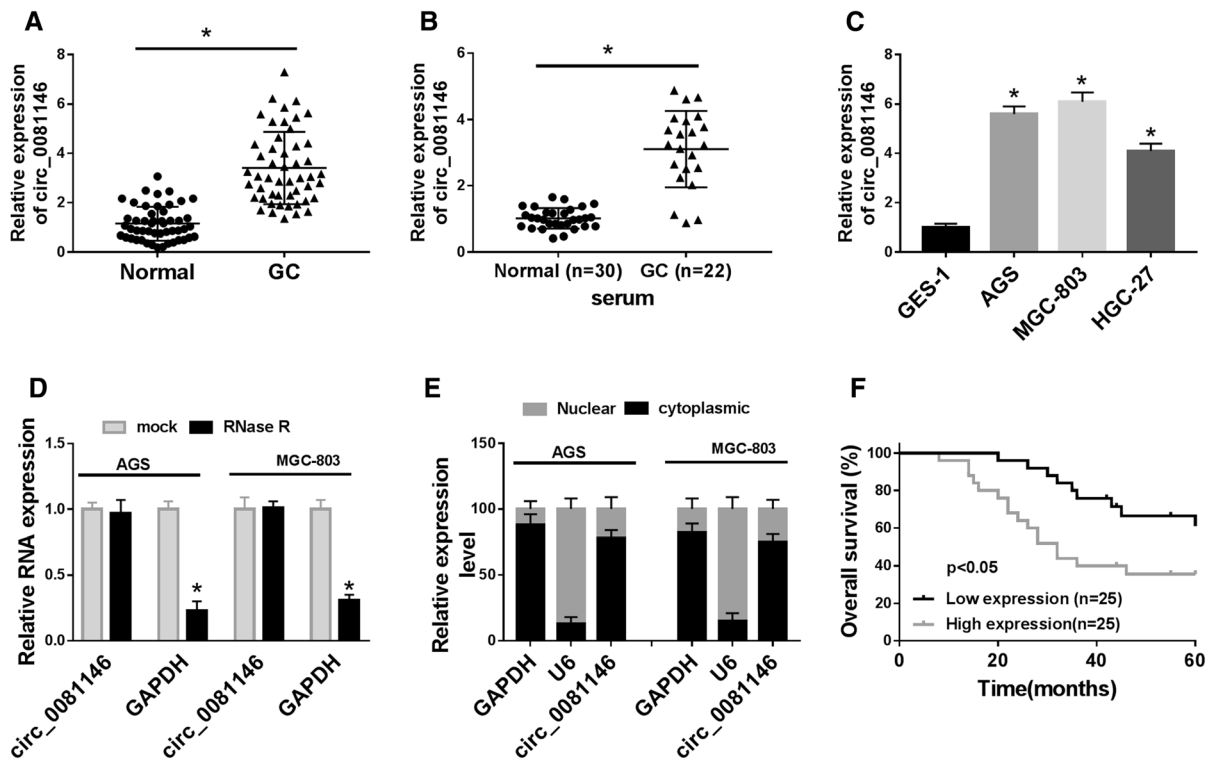 A
*
Relative expression
of circ_0081146
8
6
4
2
0
Normal
GC
B
*
Relative expression
of circ_0081146
6
4
2
0
Normal (n=30)
GC (n=22)
serum
C
Relative expression
of circ_0081146
8
6
4
2
0
*
*
*
GES-1
AGS
MGC-803
HGC-27
D
mock
RNase R
Relative RNA expression
1.5
1.0
0.5
0.0
AGS
MGC-803
*
*
circ_0081146
GAPDH
circ_0081146
GAPDH
E
Nuclear
cytoplasmic
Relative expression
level
150
100
50
0
AGS
MGC-803
GAPDH
U6
circ_0081146
GAPDH
U6
circ_0081146
F
Overall survival (%)
100
80
60
40
20
0
p<0.05
Low expression (n=25)
High expression(n=25)
0
20
40
60
Time(months)